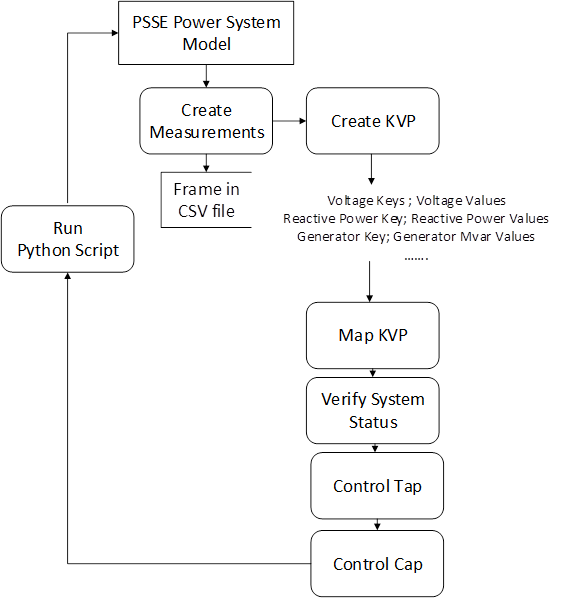 PSSE Power System
Model
Create
Measurements
Create KVP
Frame in
CSV file
Voltage Keys ; Voltage Values
Reactive Power Key; Reactive Power Values
Generator Key; Generator Mvar Values
…….
Run
Python Script
Map KVP
Verify System
Status
Control Tap
Control Cap